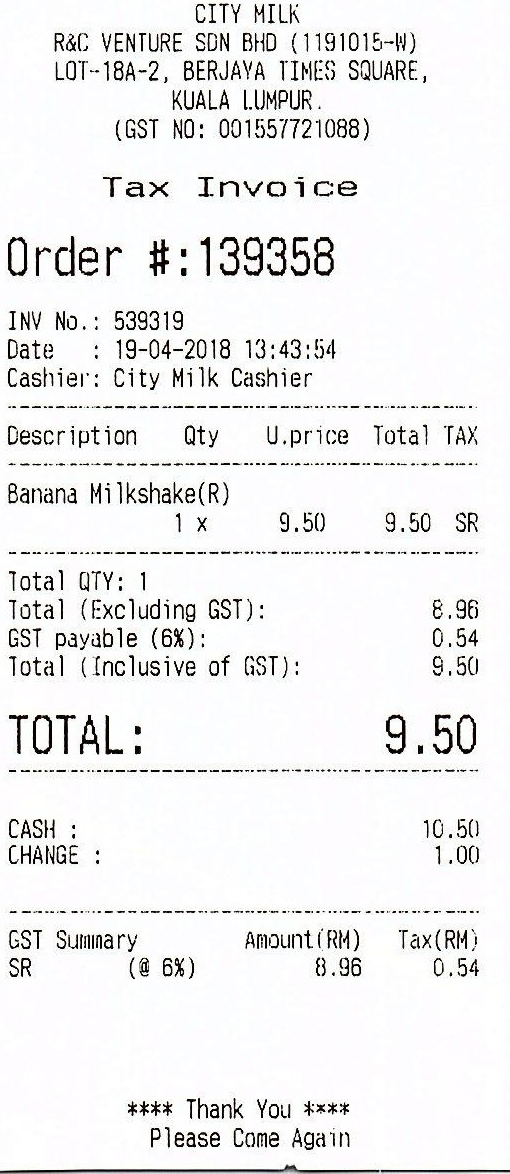 CITY MILK
R&C VENTURE SDN BHD (1191015-W)
LOT-18A-2, BERJAYA TIMES SQUARE,
KUALA LUMPUR.
(GST NO: 001557721088)
Tax Invoice
Order #:139358
INV No.: 539319
Date : 19-04-2018 13:43:54
Cashier: City Milk Cashier
Description Qty U.price Total TAX
Banana Milkshake(R)
1 x 9.50 9.50 SR
Total QTY: 1
Total (Excluding GST): 8.96
GST payable (6%): 0.54
Total (Inclusive of GST): 9.50
TOTAL: 9.50
CASH : 10.50
CHANGE : 1.00
GST Summary Amount(RM) Tax(RM)
SR (@ 6%) 8.96 0.54
**** Thank You ****
Please Come Again